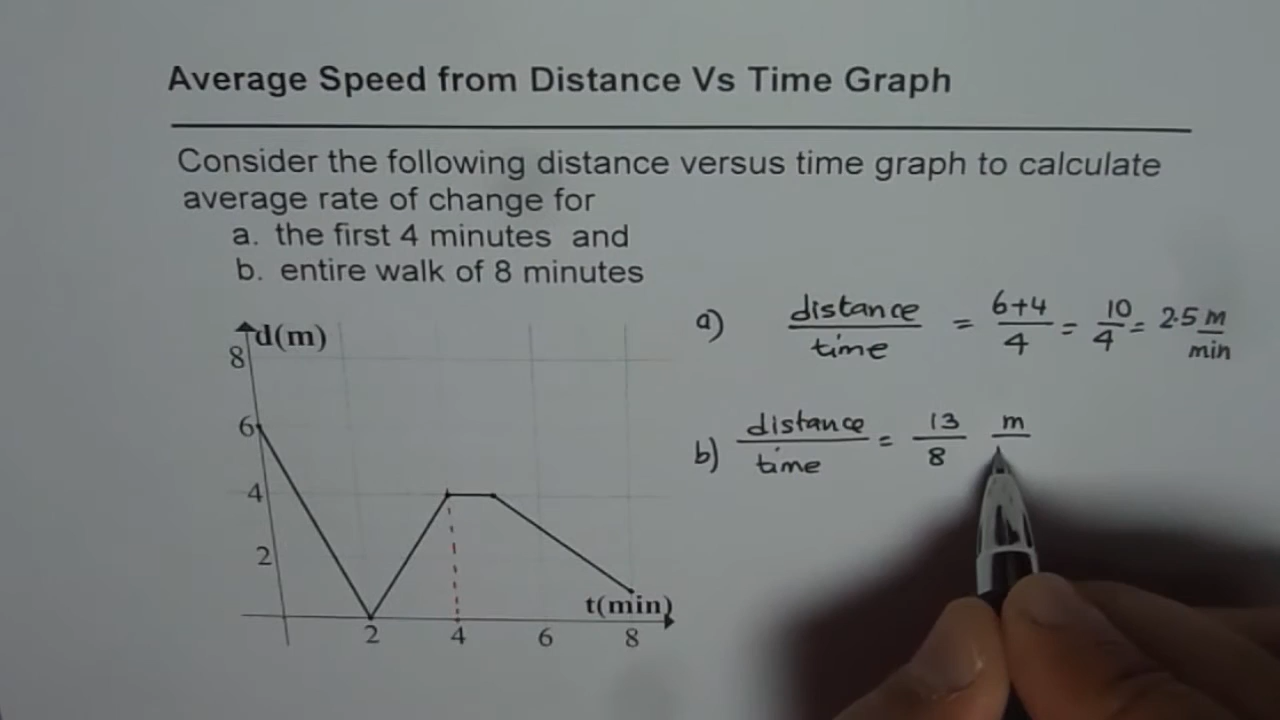 Average Speed from Distance Vs Time Graph
Consider the following distance versus time graph to calculate
average rate of change for
a. the first 4 minutes and
b. entire walk of 8 minutes
a) distance/time = 6+4/4 = 10/4 = 2.5 m/min
b) distance/time = 13/8 m
d(m)
8
6
4
2
t(min)
2 4 6 8